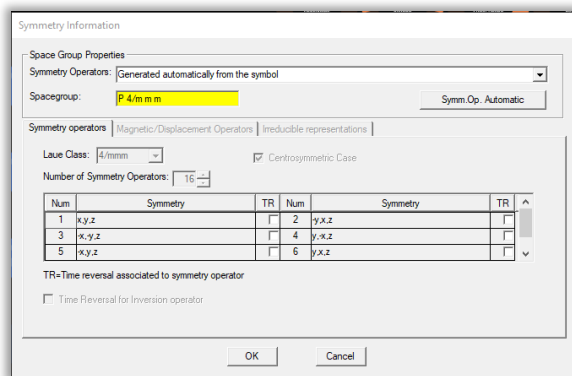 Symmetry Information
Space Group Properties
Symmetry Operators: Generated automatically from the symbol
Spacegroup: P 4/m m m Symm.Op. Automatic
Symmetry operators Magnetic/Displacement Operators Irreducible representations
Laue Class: 4/mmm Centrosymmetric Case
Number of Symmetry Operators: 16
Num Symmetry TR Num Symmetry TR
1 x,y,z 2 -y,x,z
3 -x,-y,z 4 y,-x,z
5 -x,y,z 6 y,x,z
TR=Time reversal associated to symmetry operator
Time Reversal for Inversion operator
OK Cancel